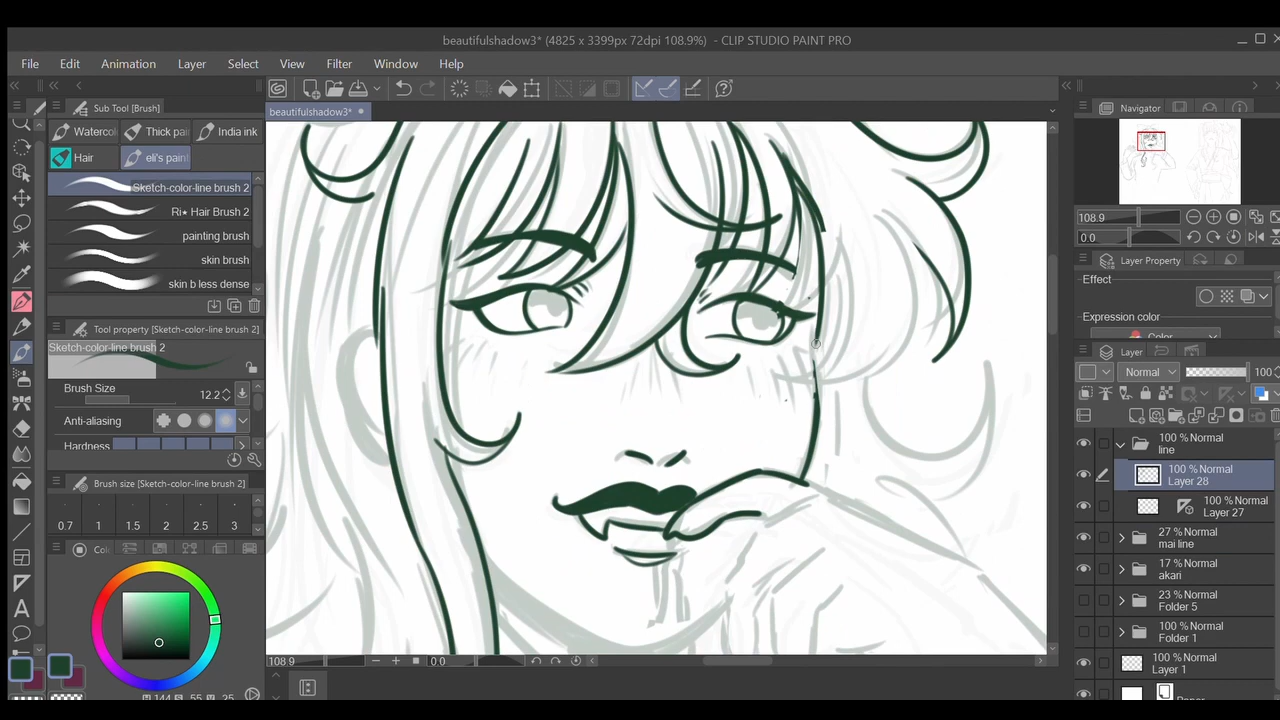 beautifulshadow3* (4825 x 3399px 72dpi 108.9%) - CLIP STUDIO PAINT PRO
File Edit Animation Layer Select View Filter Window Help
Sub Tool [Brush]
beautifulshadow3*
Navigator
Watercol Thick pai India ink
Hair eli's paint
Sketch-color-line brush 2
Ri★ Hair Brush 2
painting brush
skin brush
skin b less dense
108.9
0.0
Layer Property
Effect
Expression color
Color
Tool property [Sketch-color-line brush 2]
Sketch-color-line brush 2
Brush Size 12.2
Anti-aliasing
Hardness
Layer
Normal 100
100 % Normal
line
100 % Normal
Layer 28
100 % Normal
Layer 27
27 % Normal
mai line
17 % Normal
akari
23 % Normal
Folder 5
100 % Normal
Folder 1
100 % Normal
Layer 1
Brush size [Sketch-color-line brush 2]
0.7 1 1.5 2 2.5 3
Col
108.9 0.0
H 144 S 55 V 25